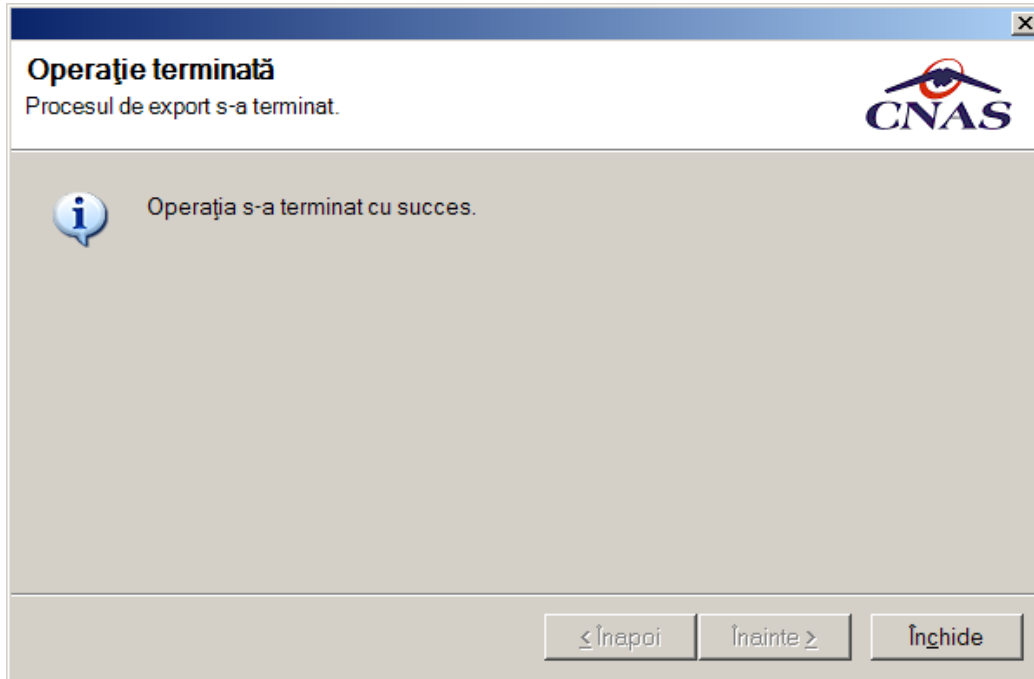 Operaţie terminată
Procesul de export s-a terminat.
CNAS
Operaţia s-a terminat cu succes.
< Înapoi
Înainte >
Închide